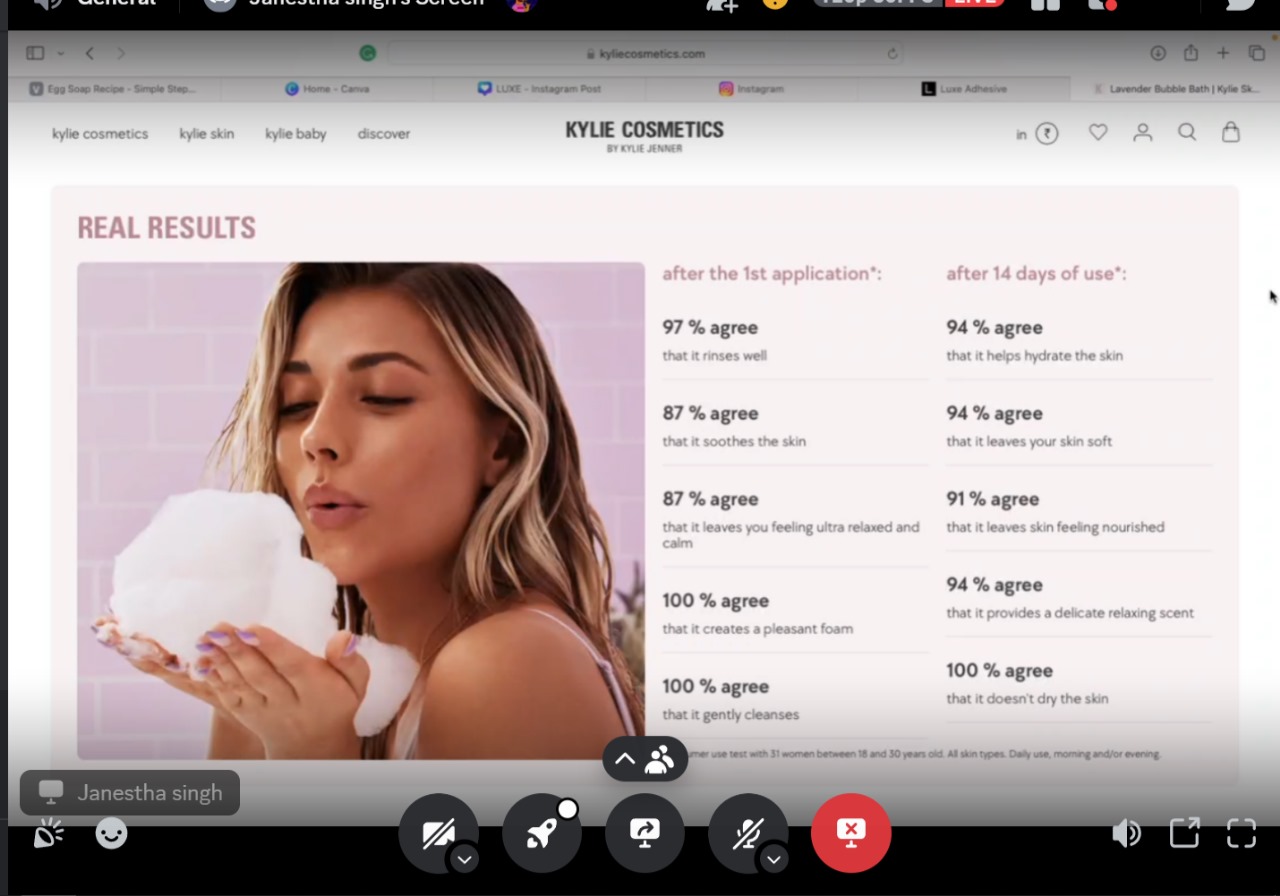 General
Janestha singh's Screen
LIVE
kyliecosmetics.com
Egg Soap Recipe - Simple Step...
Home - Canva
LUXE - Instagram Post
Instagram
Luxe Adhesive
Lavender Bubble Bath | Kylie Sk...
kylie cosmetics
kylie skin
kylie baby
discover
KYLIE COSMETICS
BY KYLIE JENNER
in ₹
REAL RESULTS
after the 1st application*:
97 % agree
that it rinses well
87 % agree
that it soothes the skin
87 % agree
that it leaves you feeling ultra relaxed and
calm
100 % agree
that it creates a pleasant foam
100 % agree
that it gently cleanses
after 14 days of use*:
94 % agree
that it helps hydrate the skin
94 % agree
that it leaves your skin soft
91 % agree
that it leaves skin feeling nourished
94 % agree
that it provides a delicate relaxing scent
100 % agree
that it doesn't dry the skin
use test with 31 women between 18 and 30 years old. All skin types. Daily use, morning and/or evening.
Janestha singh